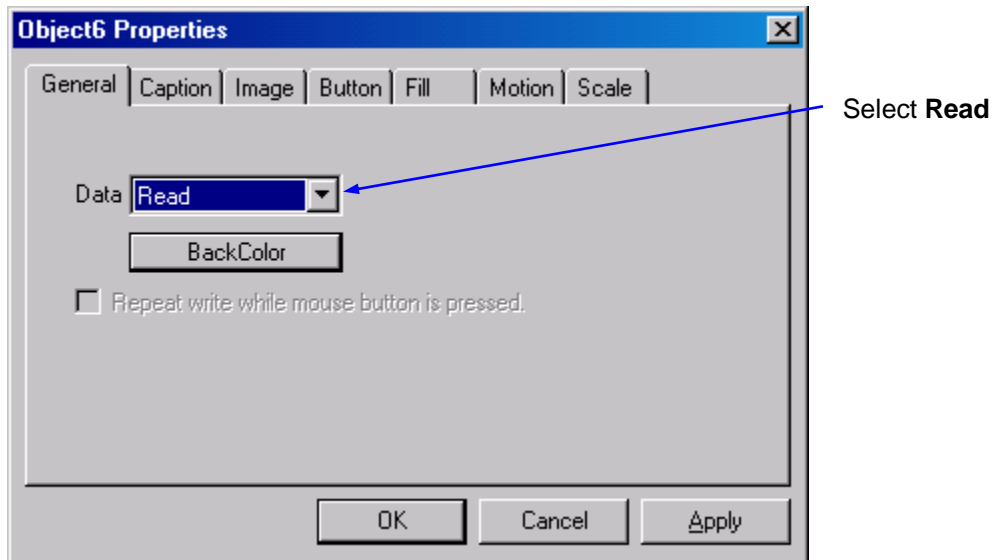 Object6 Properties
General Caption Image Button Fill Motion Scale
Select Read
Data Read
BackColor
Repeat write while mouse button is pressed.
OK Cancel Apply